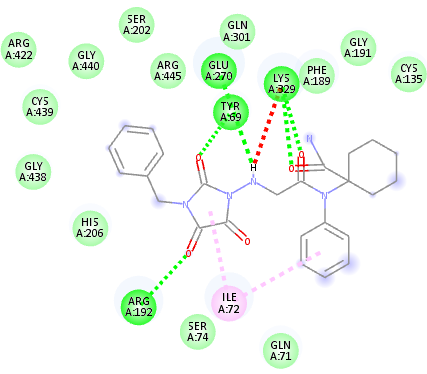 SER
A:202
GLN
A:301
ARG
A:422
GLY
A:440
ARG
A:445
GLU
A:270
LYS
A:329
PHE
A:189
GLY
A:191
CYS
A:135
CYS
A:439
TYR
A:69
GLY
A:438
HIS
A:206
N
H
N
O
O
O
N
N
N
O
O
ARG
A:192
ILE
A:72
SER
A:74
GLN
A:71